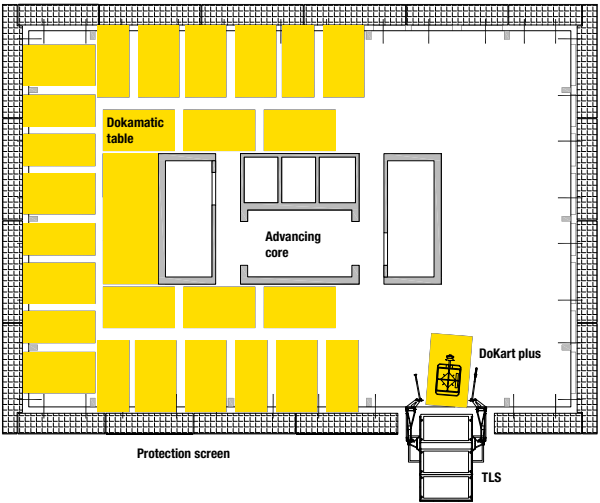 Dokamatic
table
Advancing
core
DoKart plus
Protection screen
TLS